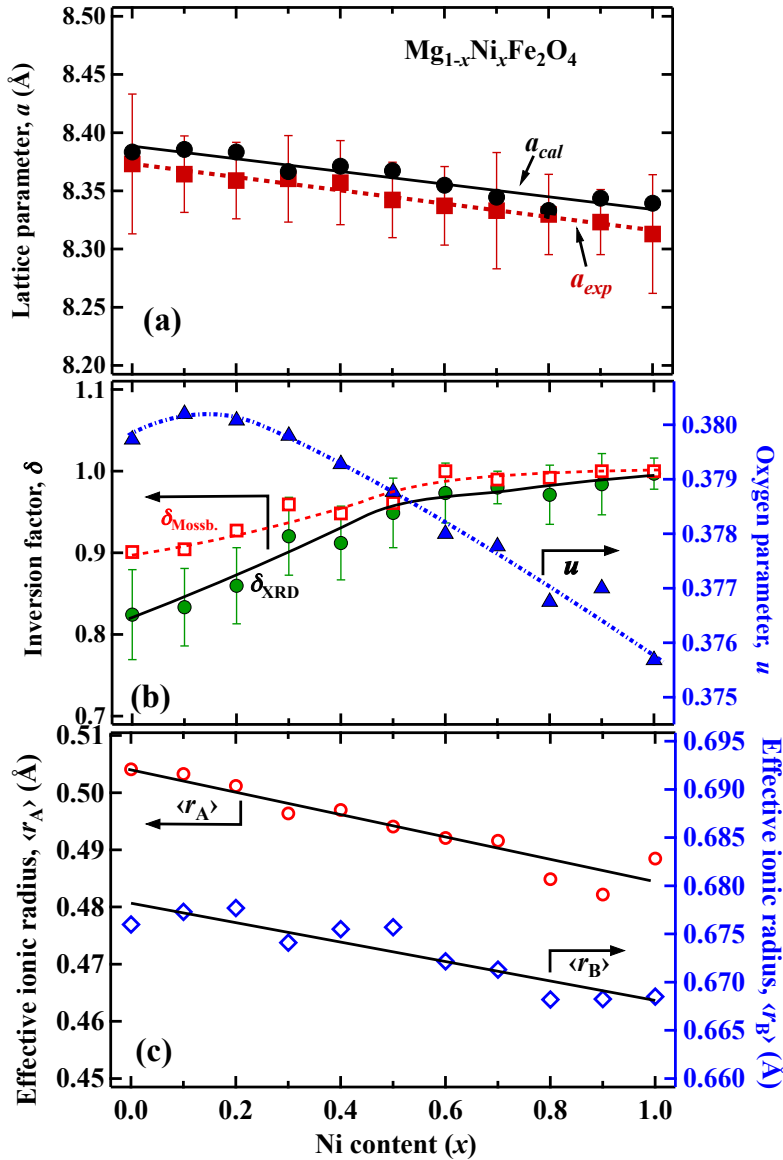 8.50
Mg1-xNixFe2O4
8.40
acal
8.35
8.30
aexp
8.20
(a)
Lattice parameter, a (Å)
1.1
1.0
0.9
0.8
0.7
Inversion factor, δ
δMossb.
δXRD
u
(b)
0.380
0.379
0.378
0.377
0.376
0.375
Oxygen parameter, u
0.51
0.50
0.49
0.48
0.47
0.46
0.45
Effective ionic radius, ⟨rA⟩ (Å)
⟨rA⟩
⟨rB⟩
(c)
0.695
0.690
0.685
0.680
0.675
0.670
0.668
0.665
0.660
Effective ionic radius, ⟨rB⟩ (Å)
0.0 0.2 0.4 0.6 0.8 1.0
Ni content (x)